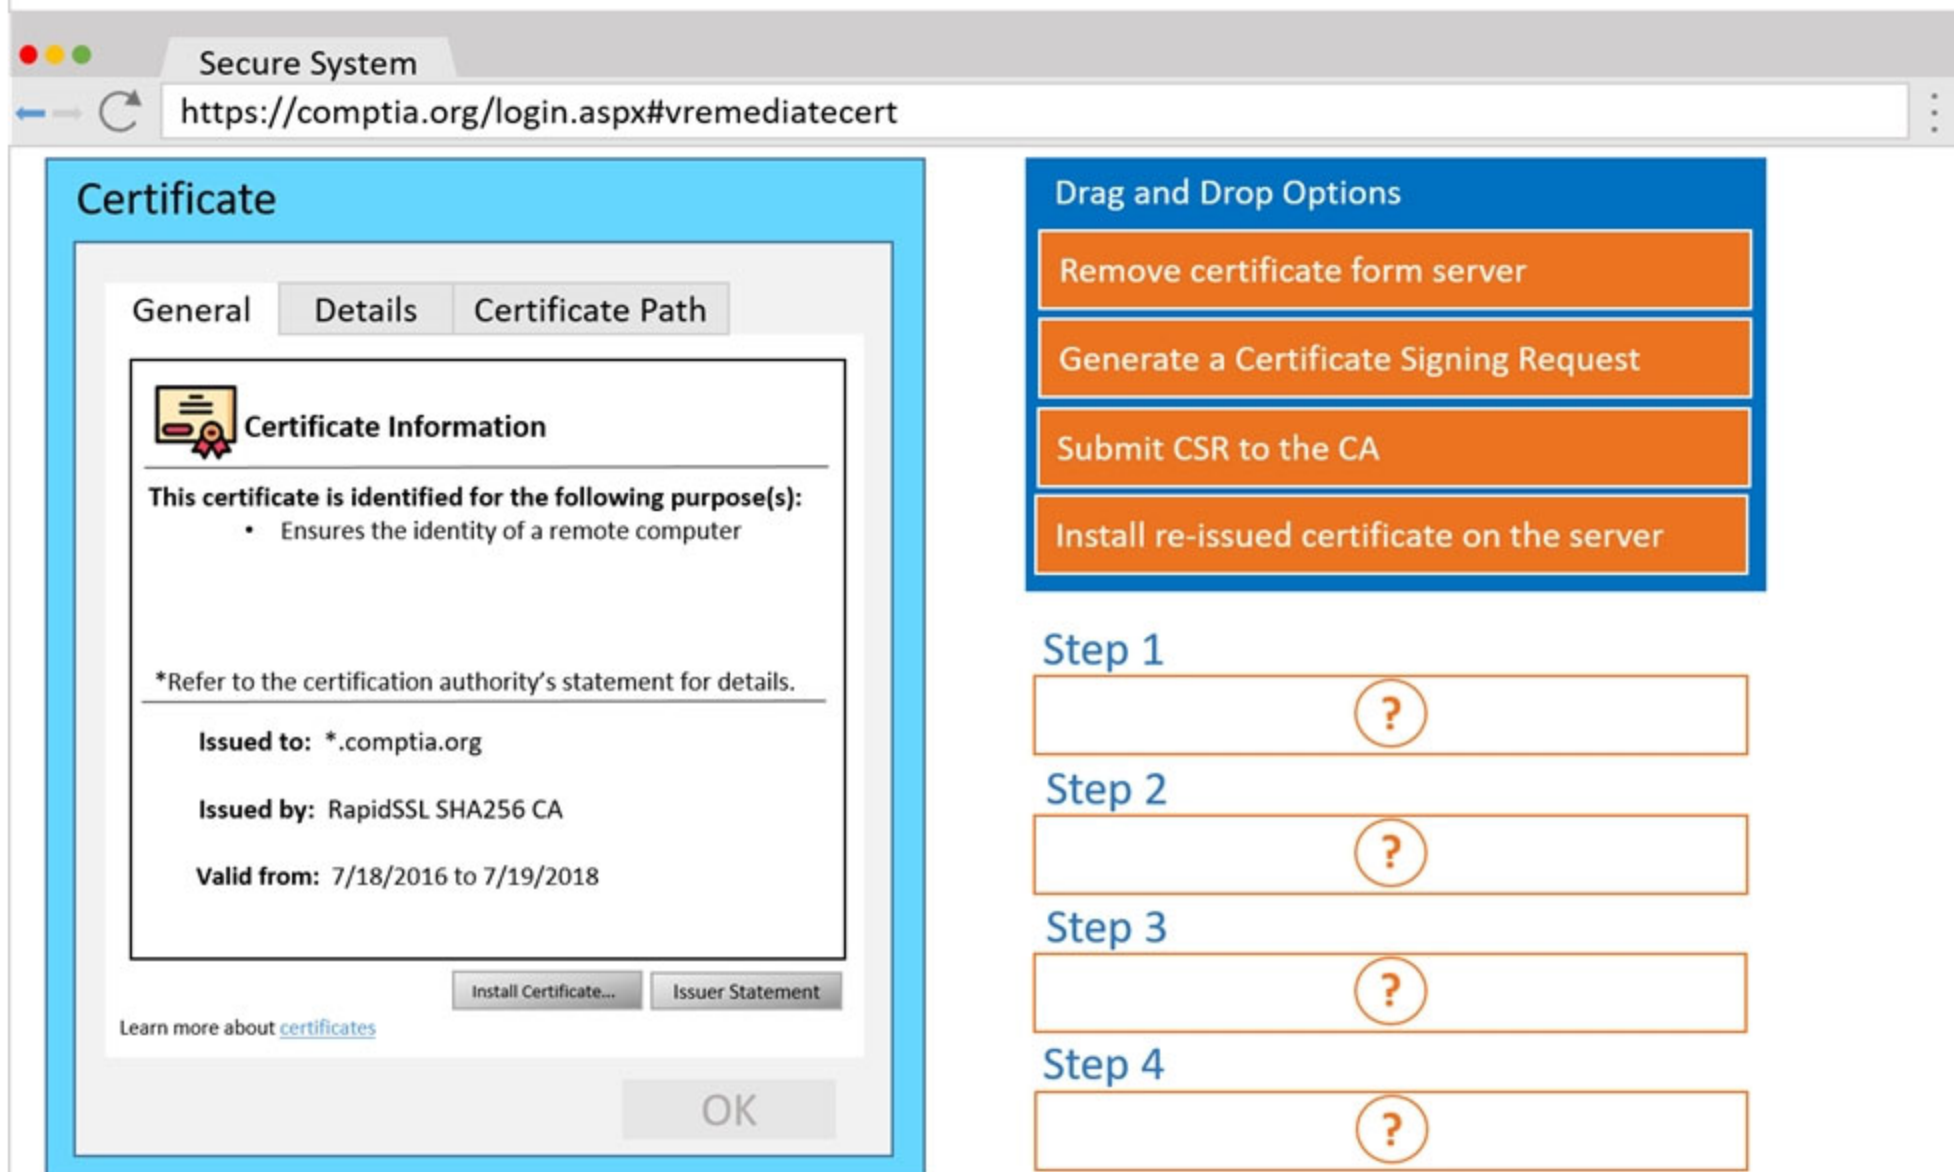 Secure System
https://comptia.org/login.aspx#vremediatecert
Certificate
General
Details
Certificate Path
Certificate Information
This certificate is identified for the following purpose(s):
• Ensures the identity of a remote computer
*Refer to the certification authority's statement for details.
Issued to: *.comptia.org
Issued by: RapidSSL SHA256 CA
Valid from: 7/18/2016 to 7/19/2018
Install Certificate...
Issuer Statement
Learn more about certificates
OK
Drag and Drop Options
Remove certificate form server
Generate a Certificate Signing Request
Submit CSR to the CA
Install re-issued certificate on the server
Step 1
?
Step 2
?
Step 3
?
Step 4
?